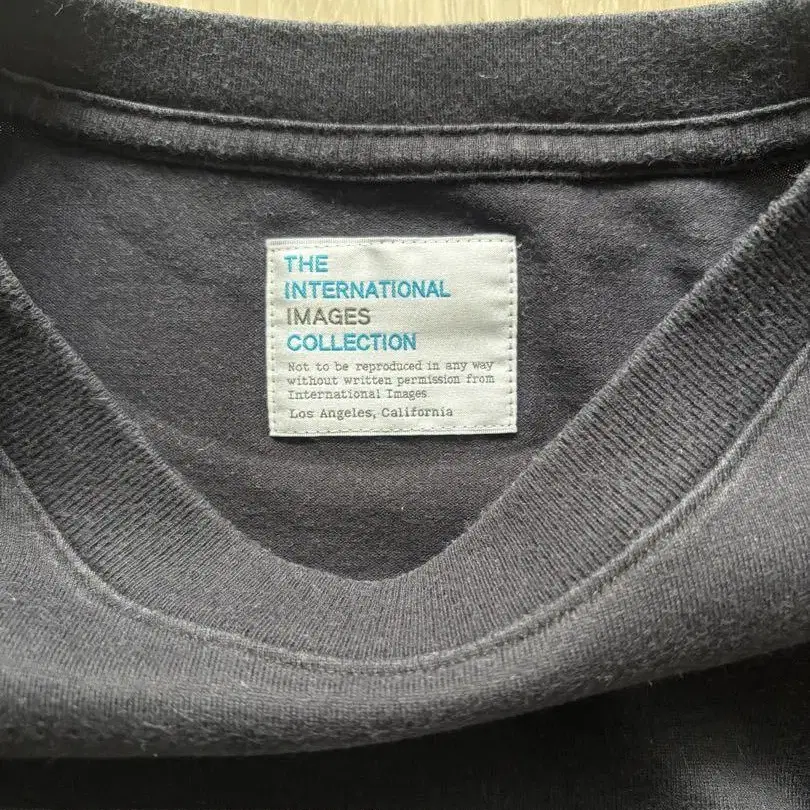 THE
INTERNATIONAL
IMAGES
COLLECTION
Not to be reproduced in any way
without written permission from
International Images
Los Angeles, California